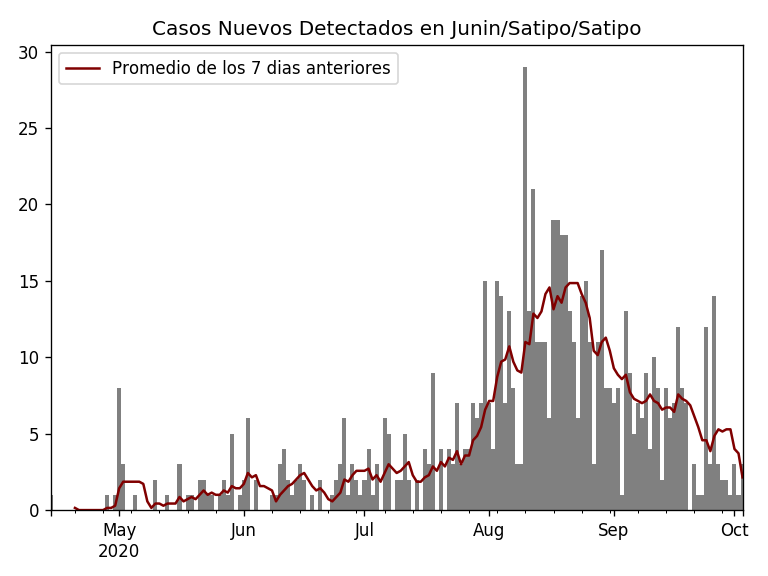 Casos Nuevos Detectados en Junin/Satipo/Satipo
Promedio de los 7 dias anteriores
30
25
20
15
10
5
0
May Jun Jul Aug Sep Oct
2020